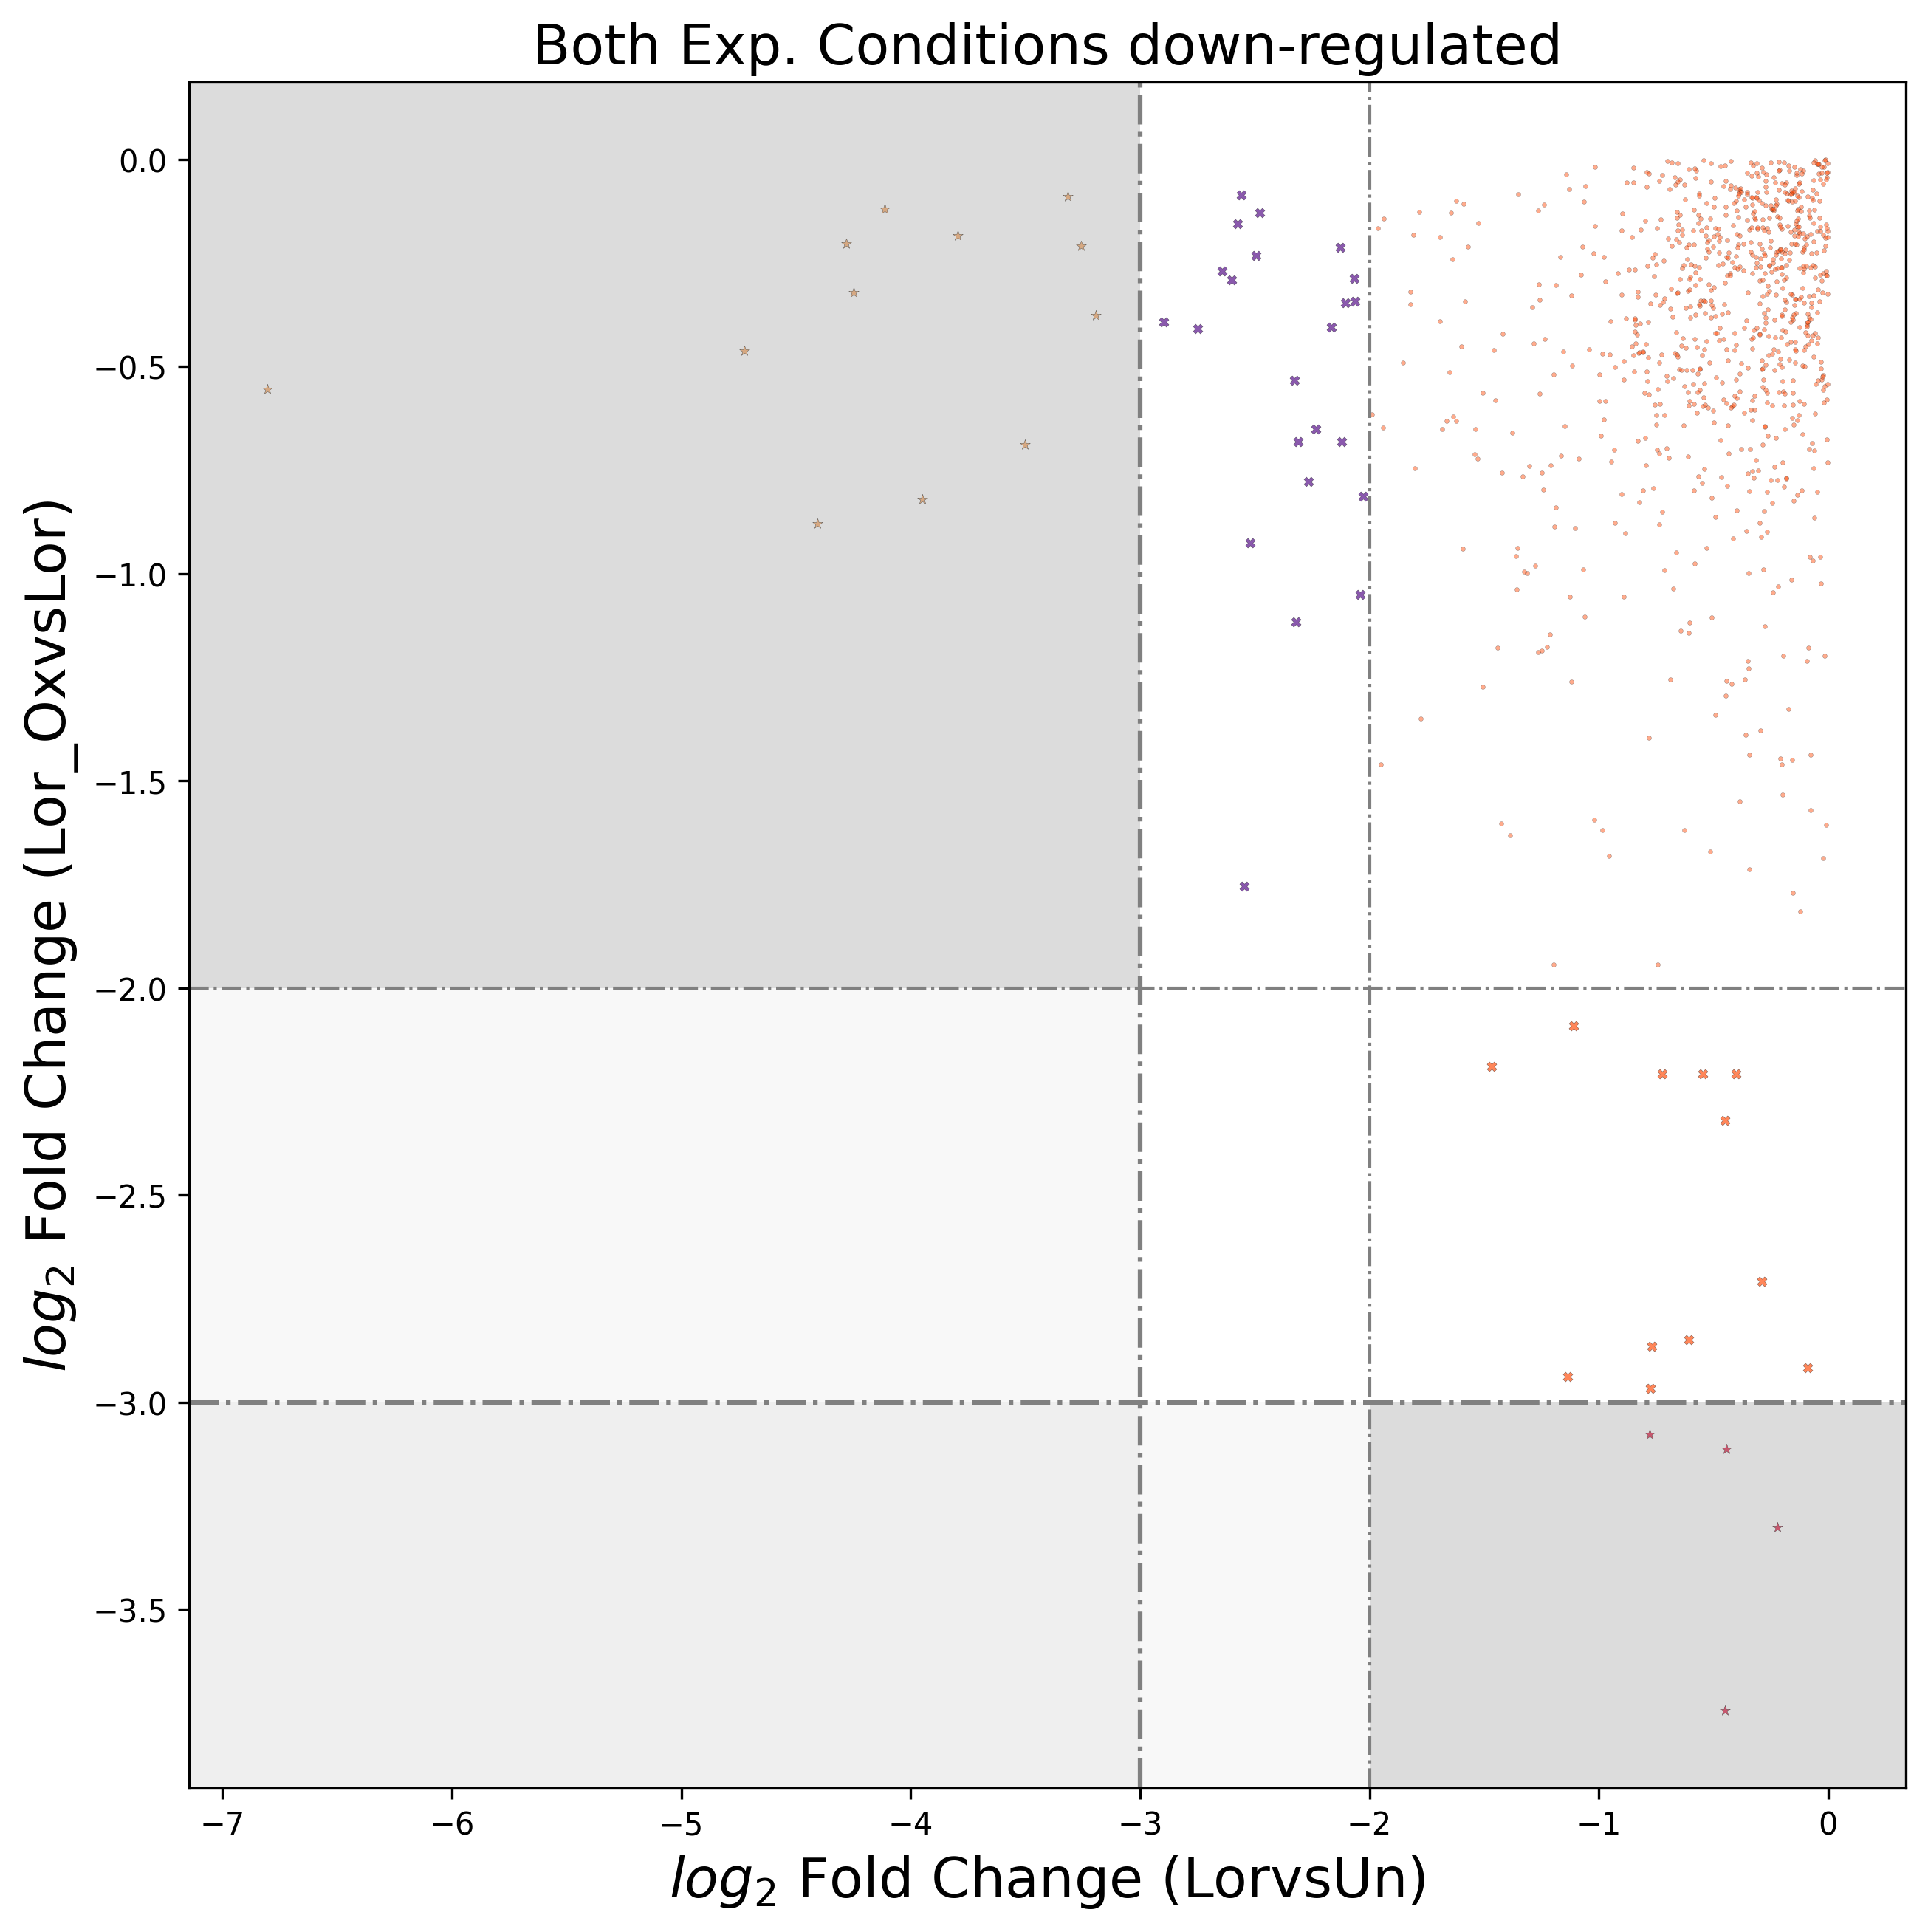 Both Exp. Conditions down-regulated
log₂ Fold Change (Lor_OxvsLor)
0.0
−0.5
−1.0
−1.5
−2.0
−2.5
−3.0
−3.5
−7 −6 −5 −4 −3 −2 −1 0
log₂ Fold Change (LorvsUn)